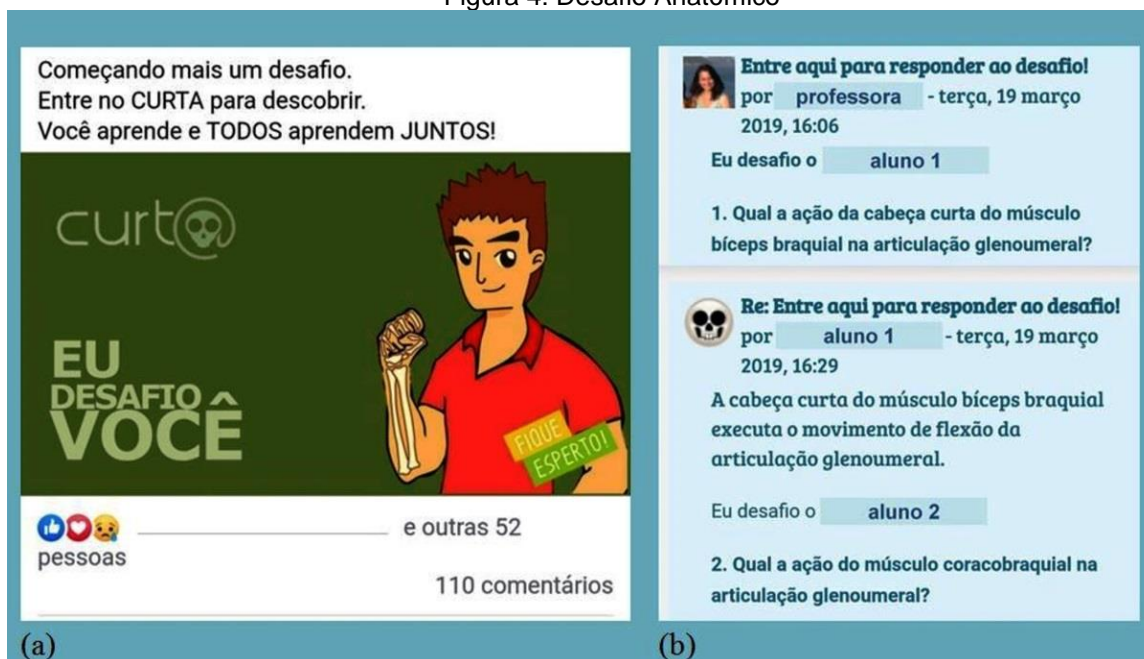 Figura 4: Desafio Anatômico
Começando mais um desafio.
Entre no CURTA para descobrir.
Você aprende e TODOS aprendem JUNTOS!
curt@
EU
DESAFIO
VOCÊ
FIQUE
ESPERTO!
e outras 52
pessoas
110 comentários
(a)
Entre aqui para responder ao desafio!
por professora - terça, 19 março
2019, 16:06
Eu desafio o aluno 1
1. Qual a ação da cabeça curta do músculo
bíceps braquial na articulação glenoumeral?
Re: Entre aqui para responder ao desafio!
por aluno 1 - terça, 19 março
2019, 16:29
A cabeça curta do músculo bíceps braquial
executa o movimento de flexão da
articulação glenoumeral.
Eu desafio o aluno 2
2. Qual a ação do músculo coracobraquial na
articulação glenoumeral?
(b)